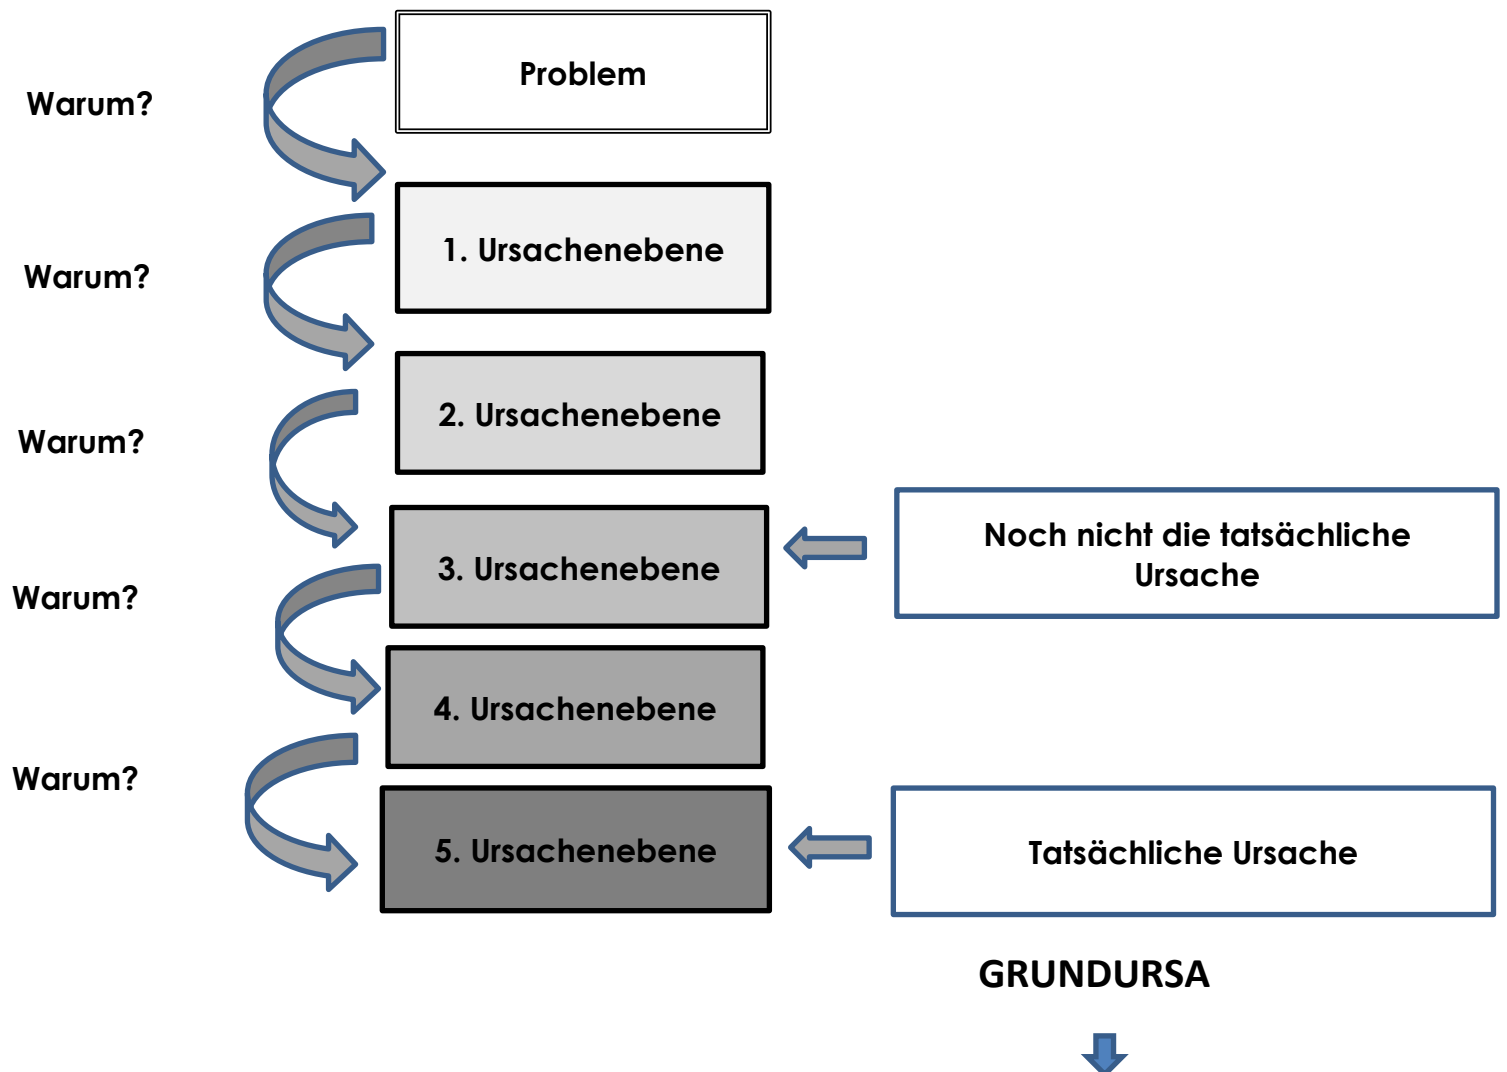 Problem
Warum?
1. Ursachenebene
Warum?
2. Ursachenebene
Warum?
3. Ursachenebene
Noch nicht die tatsächliche
Ursache
Warum?
4. Ursachenebene
Warum?
5. Ursachenebene
Tatsächliche Ursache
GRUNDURSA